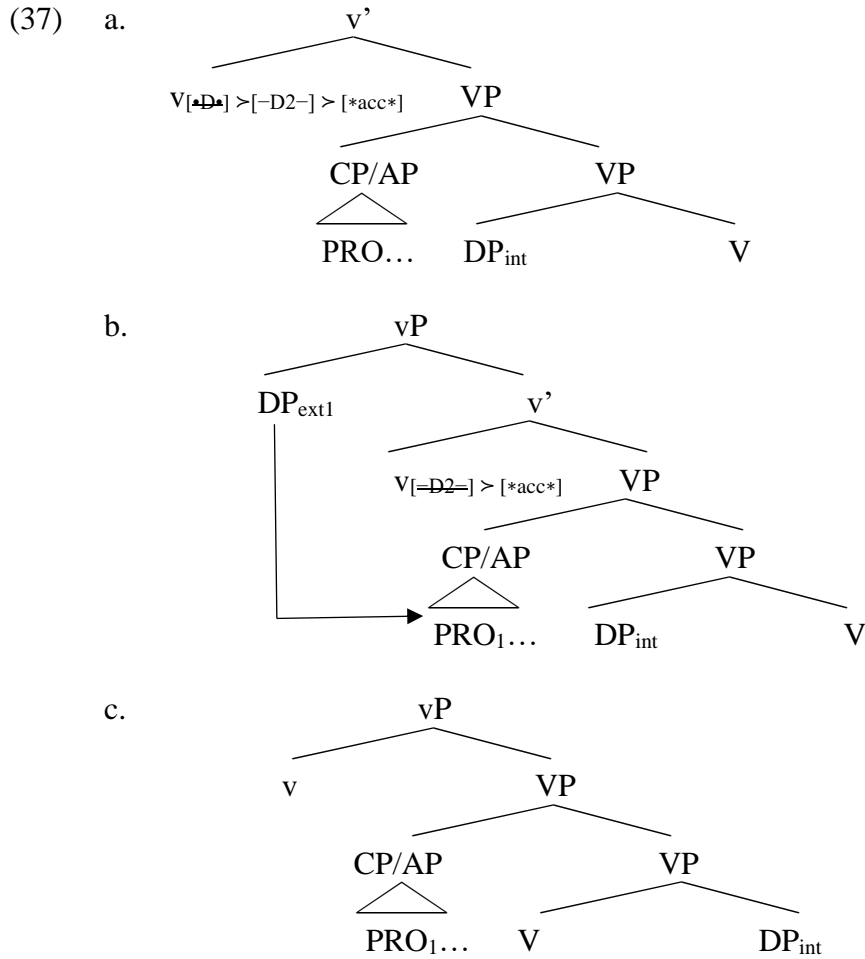 (37) a. v’
v[•D•] ≻[−D2−] ≻ [*acc*] VP
CP/AP VP
PRO… DPint V
b. vP
DPext1 v’
v[−D2−] ≻ [*acc*] VP
CP/AP VP
PRO1… DPint V
c. vP
v VP
CP/AP VP
PRO1… V DPint